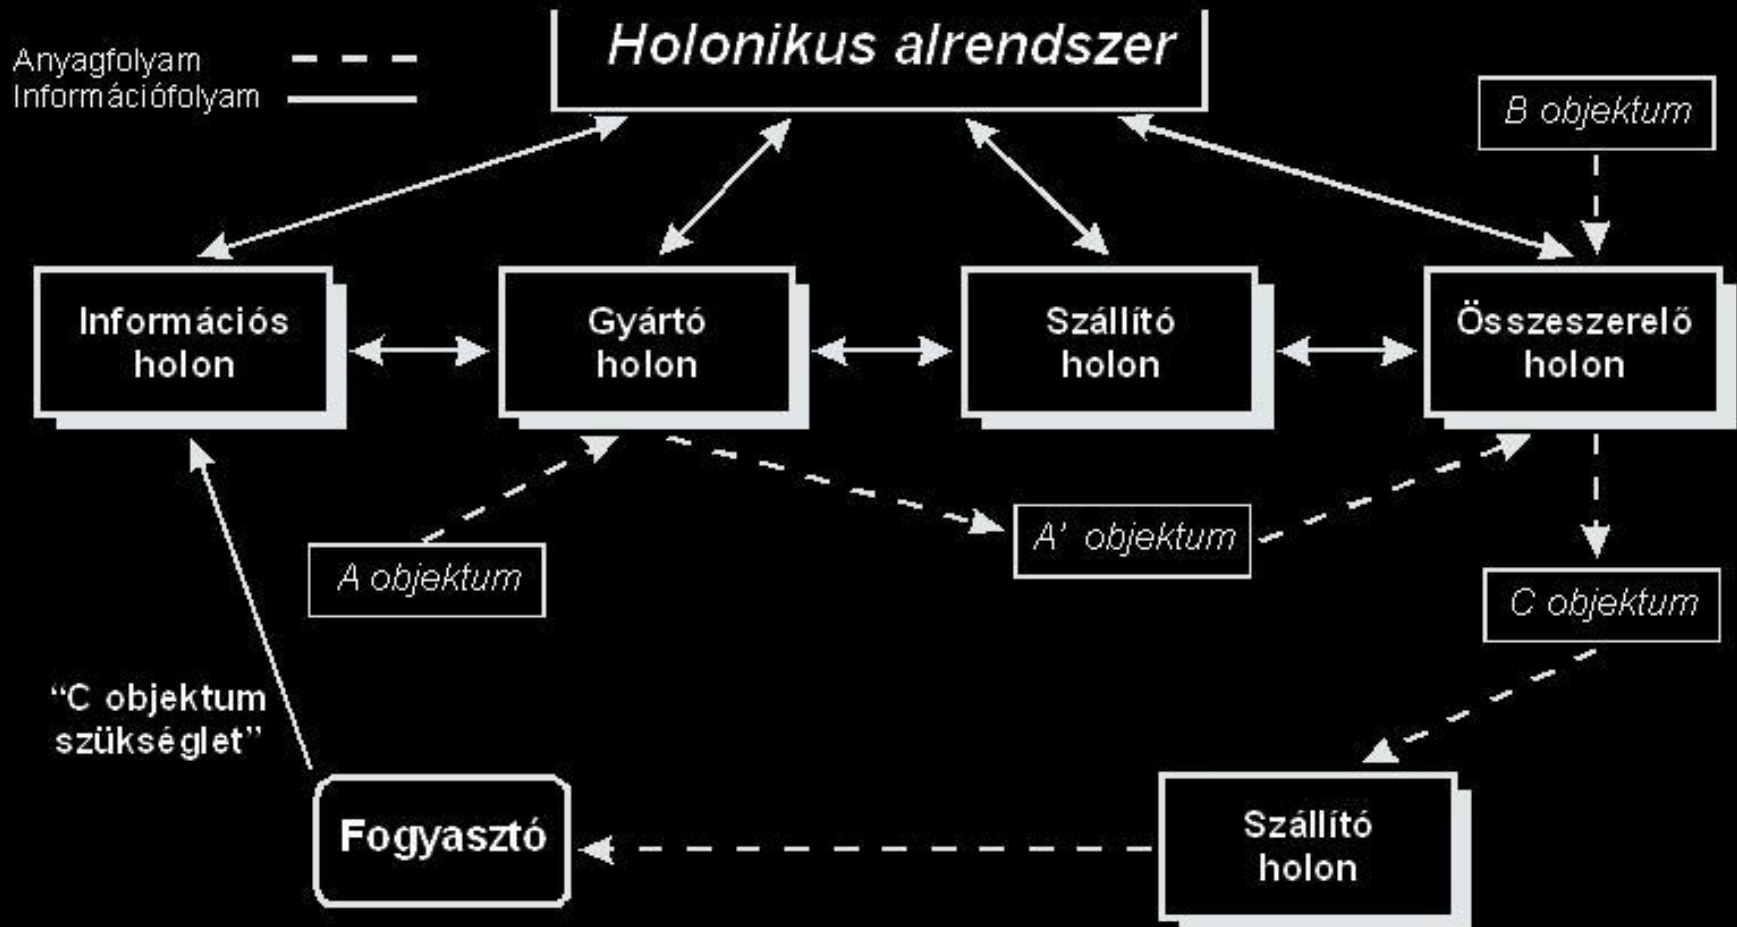 Holonikus alrendszer
Anyagfolyam
Információfolyam
B objektum
Információs
holon
Gyártó
holon
Szállító
holon
Összeszerelő
holon
A objektum
A' objektum
C objektum
“C objektum
szükséglet”
Fogyasztó
Szállító
holon